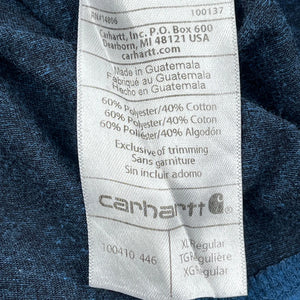 RN#14806 100137
Carhartt, Inc. P.O. Box 600
Dearborn, MI 48121 USA
carhartt.com
Made in Guatemala
Fabriqué au Guatemala
Hecho en Guatemala
60% Polyester/40% Cotton
60% Polyester/40% Coton
60% Poliéster/40% Algodón
Exclusive of trimming
Sans garniture
Sin incluir adorno
carhartt
100410 446
XL Regular
TG Régulière
XG Regular